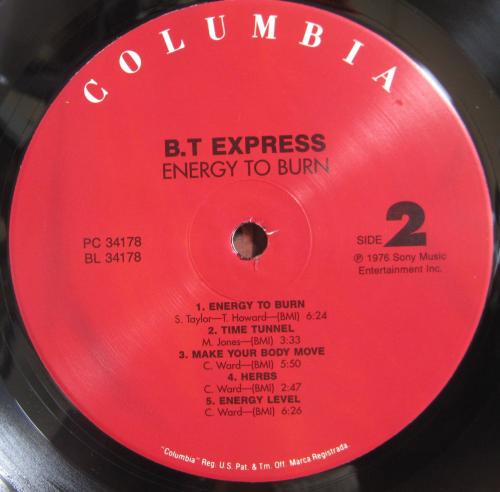 COLUMBIA
B.T EXPRESS
ENERGY TO BURN
PC 34178
BL 34178
SIDE 2
℗ 1976 Sony Music
Entertainment Inc.
1. ENERGY TO BURN
S. Taylor—T. Howard—(BMI) 6:24
2. TIME TUNNEL
M. Jones—(BMI) 3:33
3. MAKE YOUR BODY MOVE
C. Ward—(BMI) 5:50
4. HERBS
C. Ward—(BMI) 2:47
5. ENERGY LEVEL
C. Ward—(BMI) 6:26
"Columbia" Reg. U.S. Pat. & Tm. Off. Marca Registrada.